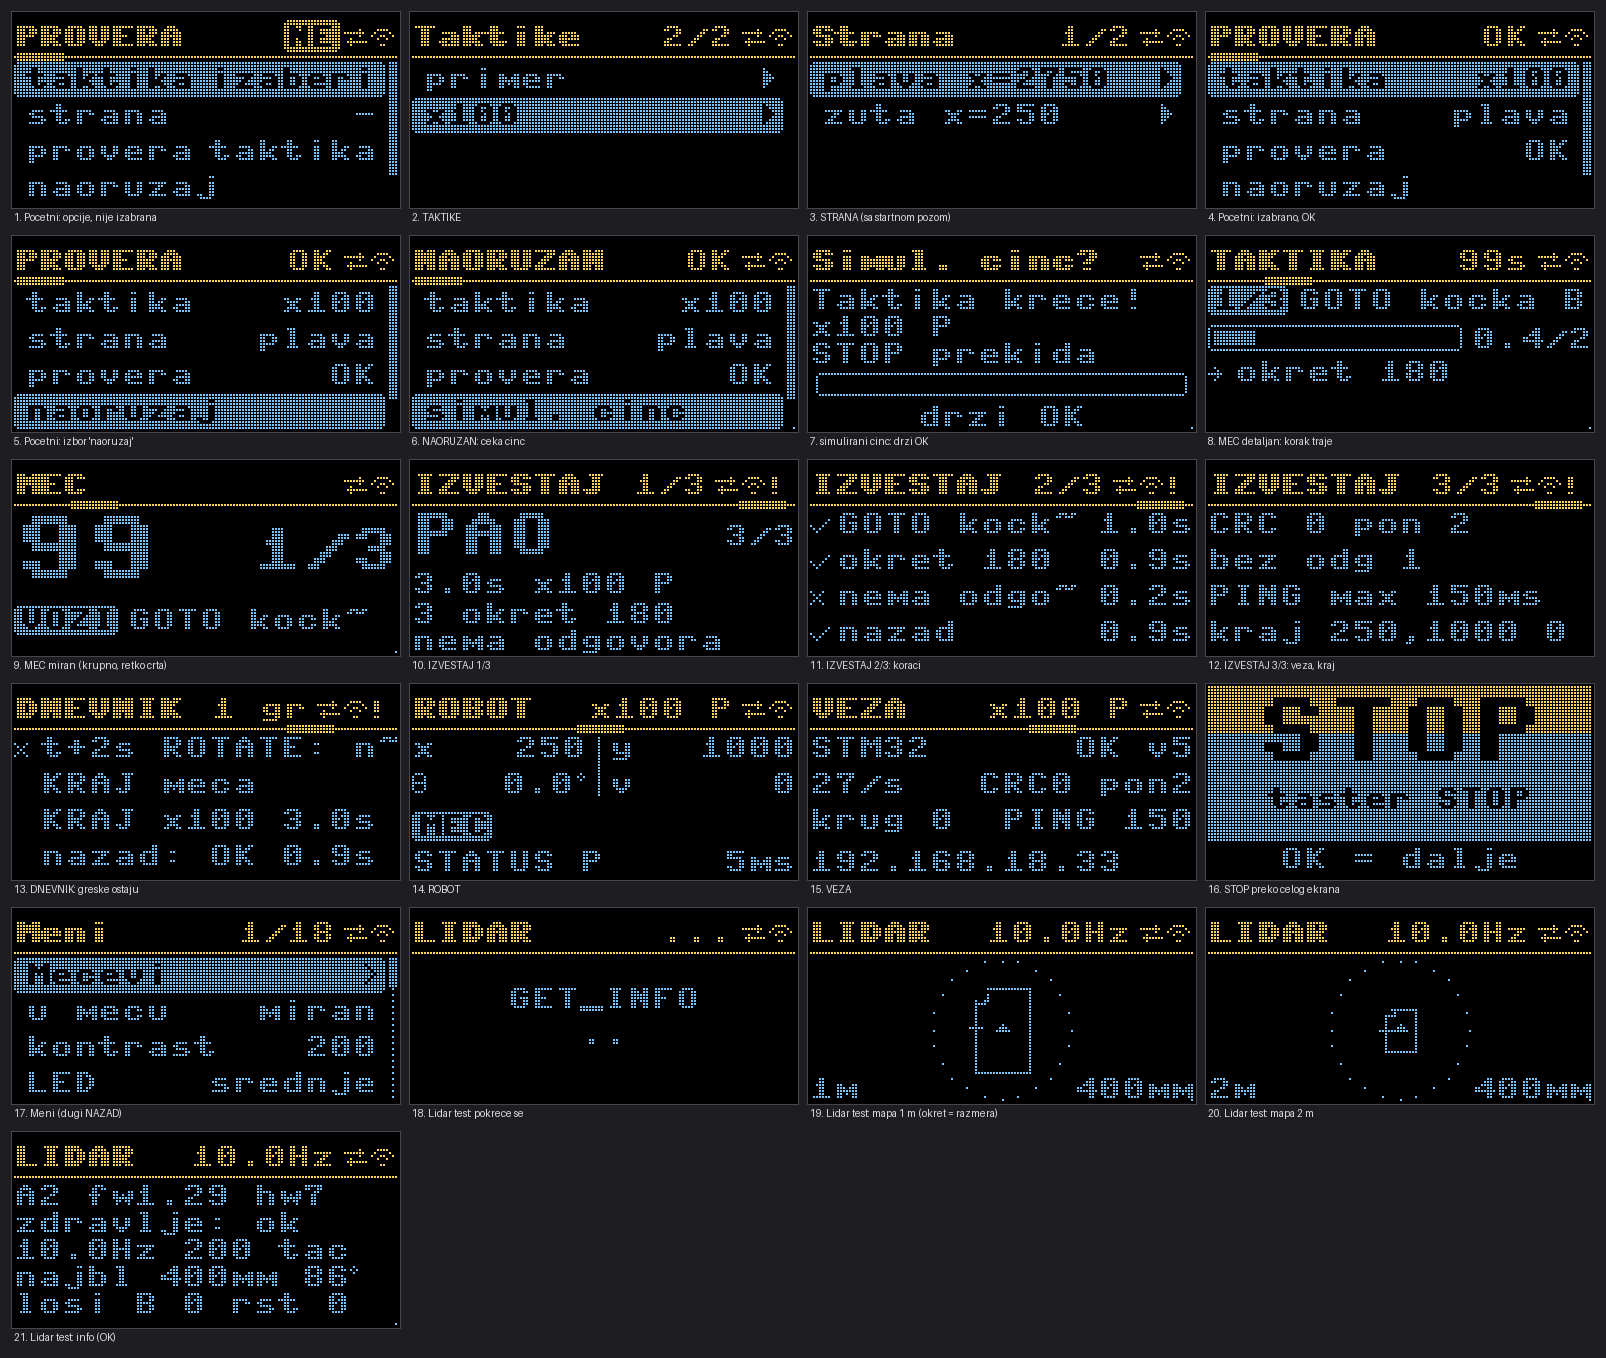 PROVERA NE
taktika izaberi
strana -
provera taktika
naoruzaj
1. Pocetni: opcije, nije izabrana
Taktike 2/2
primer
x100
2. TAKTIKE
Strana 1/2
plava x=2750
zuta x=250
3. STRANA (sa startnom pozom)
PROVERA OK
taktika x100
strana plava
provera OK
naoruzaj
4. Pocetni: izabrano, OK
PROVERA OK
taktika x100
strana plava
provera OK
naoruzaj
5. Pocetni: izbor 'naoruzaj'
NAORUZAN OK
taktika x100
strana plava
provera OK
simul. cinc
6. NAORUZAN: ceka cinc
Simul. cinc?
Taktika krece!
x100 P
STOP prekida
drzi OK
7. simulirani cinc: drzi OK
TAKTIKA 99s
1/3 GOTO kocka B
0.4/2
→ okret 180
8. MEC detaljan: korak traje
MEC
99 1/3
VOZI GOTO kock~
9. MEC miran (krupno, retko crta)
IZVESTAJ 1/3 !
PAO 3/3
3.0s x100 P
3 okret 180
nema odgovora
10. IZVESTAJ 1/3
IZVESTAJ 2/3 !
✓ GOTO kock~ 1.0s
✓ okret 180 0.9s
x nema odgo~ 0.2s
✓ nazad 0.9s
11. IZVESTAJ 2/3: koraci
IZVESTAJ 3/3 !
CRC 0 pon 2
bez odg 1
PING max 150ms
kraj 250,1000 0
12. IZVESTAJ 3/3: veza, kraj
DNEVNIK 1 gr !
x t+2s ROTATE: n~
KRAJ meca
KRAJ x100 3.0s
nazad: OK 0.9s
13. DNEVNIK: greske ostaju
ROBOT x100 P
x 250 | y 1000
θ 0.0° | v 0
MEC
STATUS P 5ms
14. ROBOT
VEZA x100 P
STM32 OK v5
27/s CRC0 pon2
krug 0 PING 150
192.168.18.33
15. VEZA
STOP
taster STOP
OK = dalje
16. STOP preko celog ekrana
Meni 1/18
Mecevi
u mecu miran
kontrast 200
LED srednje
17. Meni (dugi NAZAD)
LIDAR ...
GET_INFO
..
18. Lidar test: pokrece se
LIDAR 10.0Hz
1m 400mm
19. Lidar test: mapa 1 m (okret = razmera)
LIDAR 10.0Hz
2m 400mm
20. Lidar test: mapa 2 m
LIDAR 10.0Hz
A2 fw1.29 hw7
zdravlje: ok
10.0Hz 200 tac
najbl 400mm 86°
losi B 0 rst 0
21. Lidar test: info (OK)